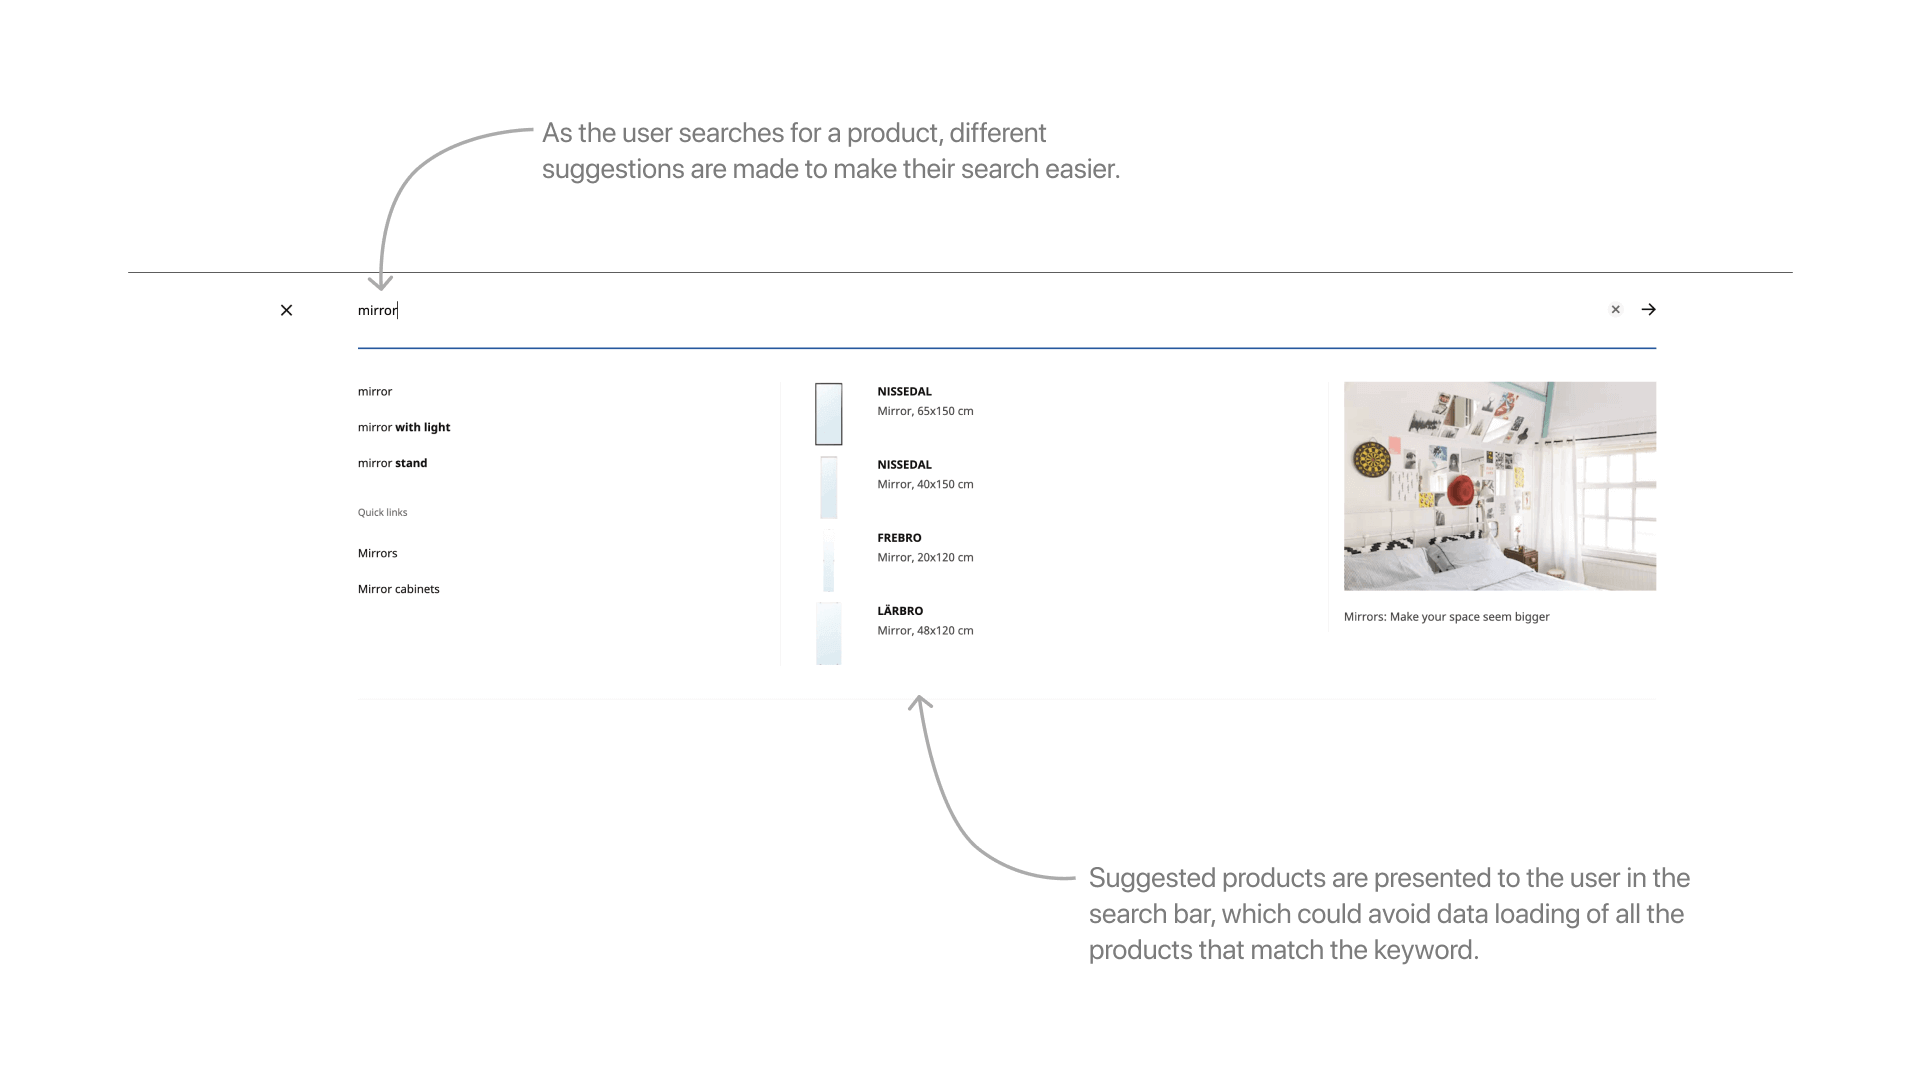 As the user searches for a product, different
suggestions are made to make their search easier.
mirror
mirror
mirror with light
mirror stand
Quick links
Mirrors
Mirror cabinets
NISSEDAL
Mirror, 65x150 cm
NISSEDAL
Mirror, 40x150 cm
FREBRO
Mirror, 20x120 cm
LÄRBRO
Mirror, 48x120 cm
Mirrors: Make your space seem bigger
Suggested products are presented to the user in the
search bar, which could avoid data loading of all the
products that match the keyword.